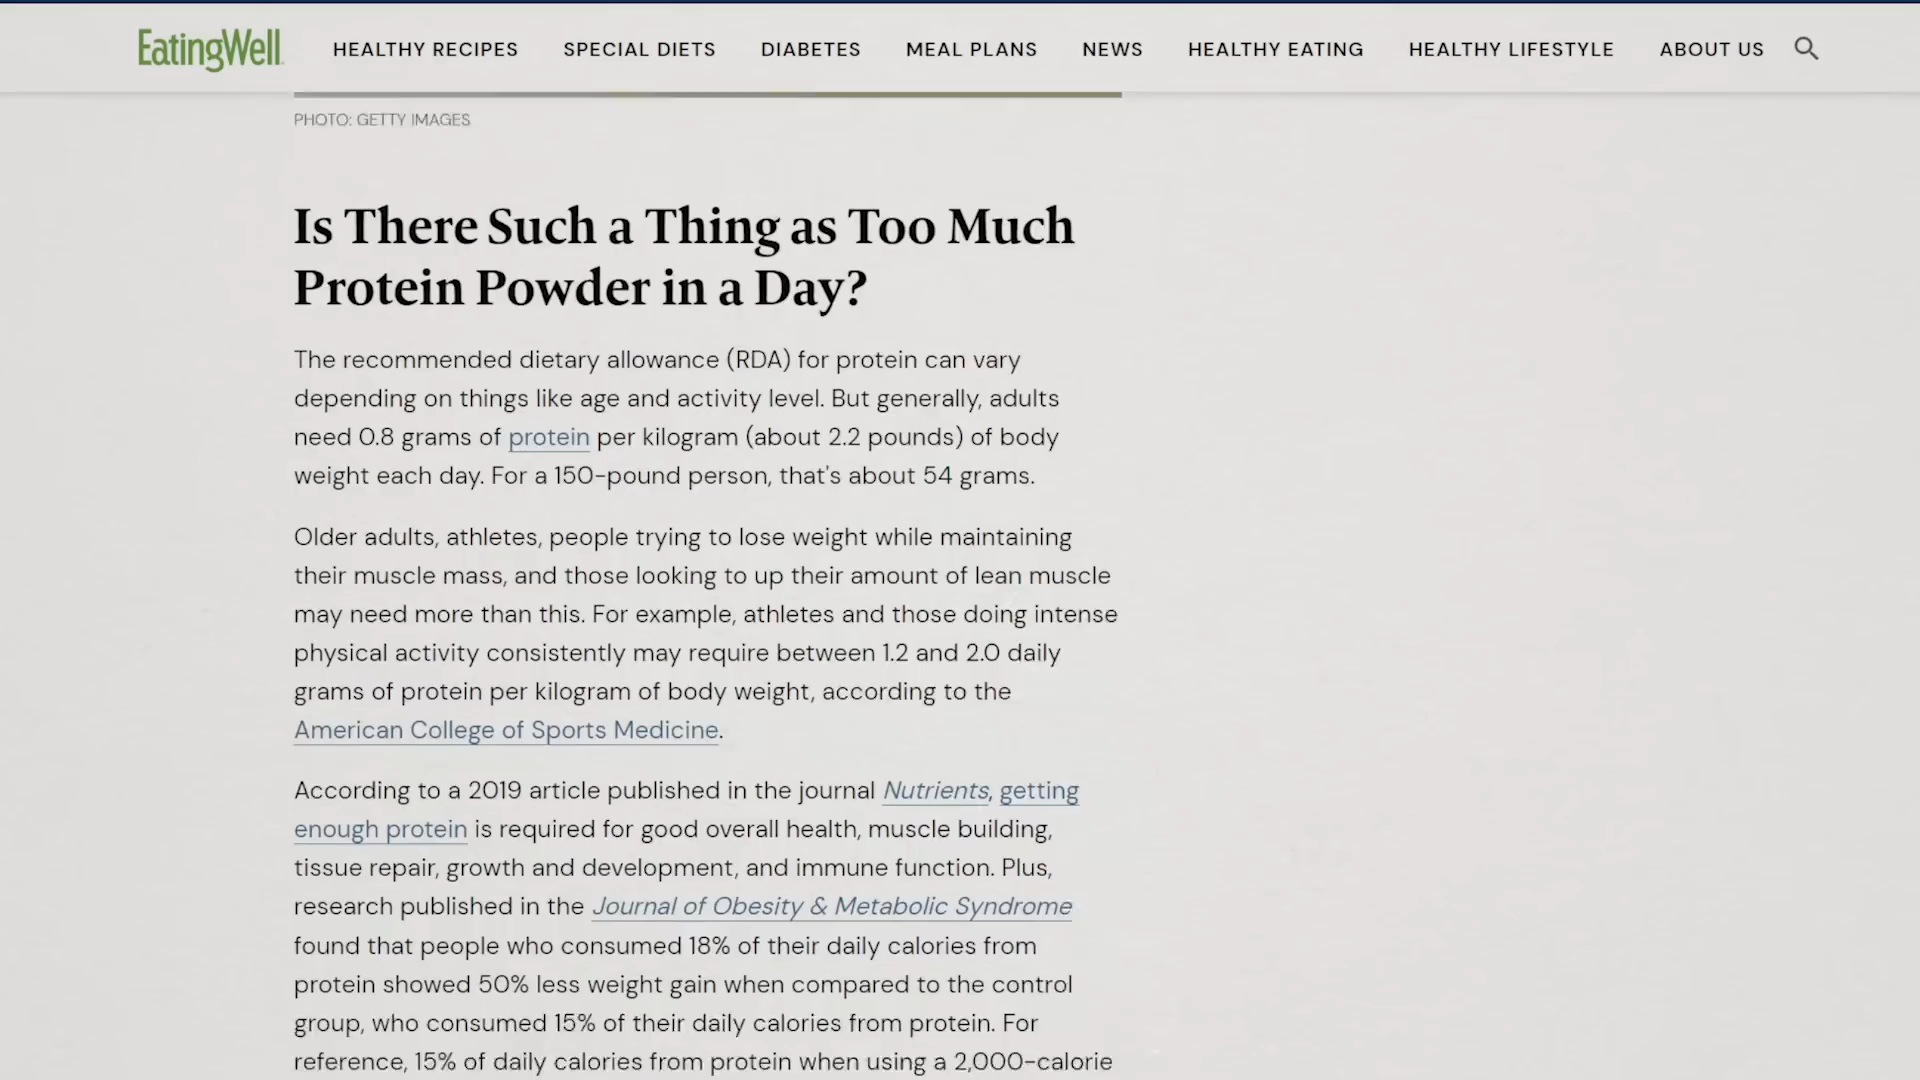 EatingWell
HEALTHY RECIPES SPECIAL DIETS DIABETES MEAL PLANS NEWS HEALTHY EATING HEALTHY LIFESTYLE ABOUT US
PHOTO: GETTY IMAGES
Is There Such a Thing as Too Much
Protein Powder in a Day?
The recommended dietary allowance (RDA) for protein can vary
depending on things like age and activity level. But generally, adults
need 0.8 grams of protein per kilogram (about 2.2 pounds) of body
weight each day. For a 150-pound person, that's about 54 grams.
Older adults, athletes, people trying to lose weight while maintaining
their muscle mass, and those looking to up their amount of lean muscle
may need more than this. For example, athletes and those doing intense
physical activity consistently may require between 1.2 and 2.0 daily
grams of protein per kilogram of body weight, according to the
American College of Sports Medicine.
According to a 2019 article published in the journal Nutrients, getting
enough protein is required for good overall health, muscle building,
tissue repair, growth and development, and immune function. Plus,
research published in the Journal of Obesity & Metabolic Syndrome
found that people who consumed 18% of their daily calories from
protein showed 50% less weight gain when compared to the control
group, who consumed 15% of their daily calories from protein. For
reference, 15% of daily calories from protein when using a 2,000-calorie